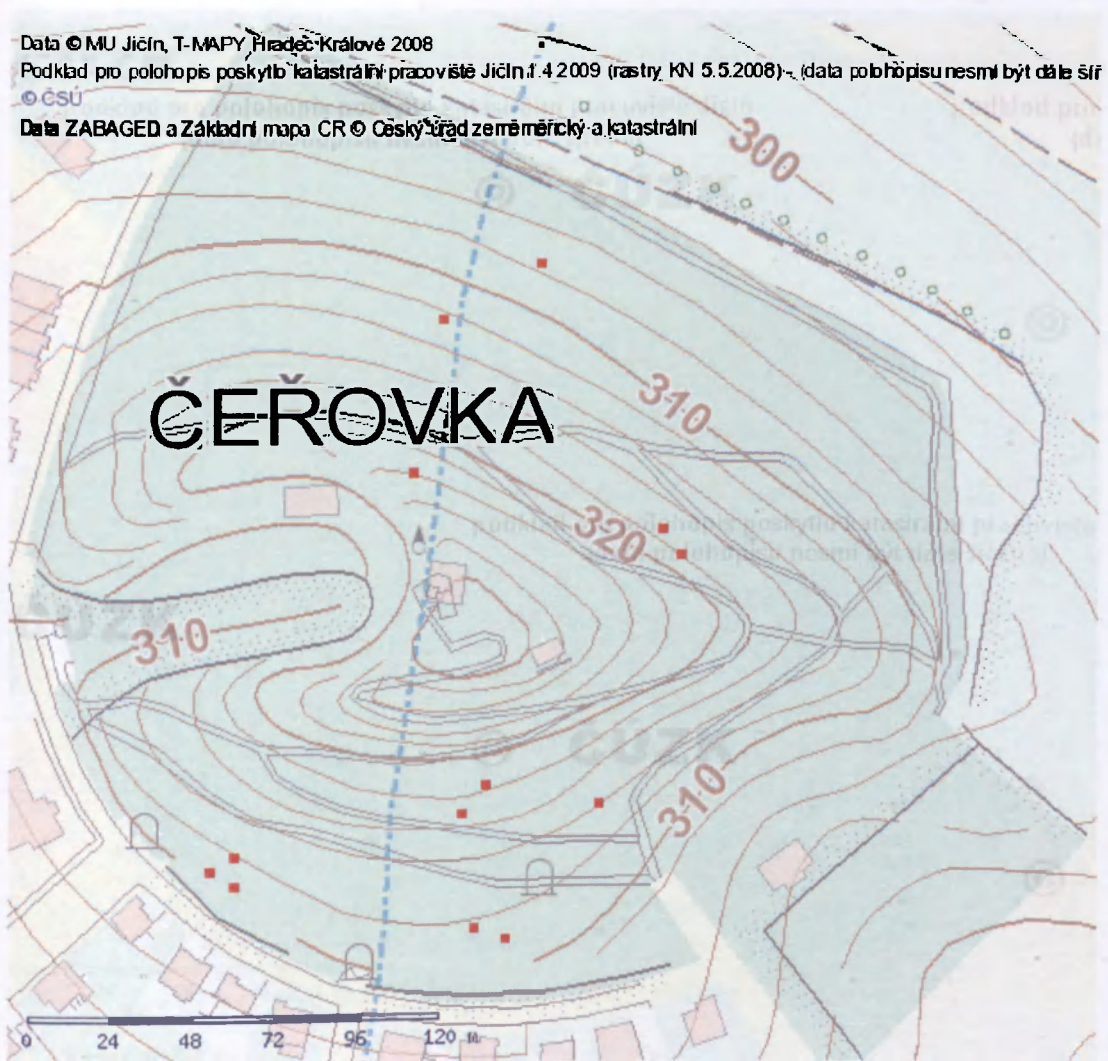 Data © MU Jičín, T-MAPY Hradec Králové 2008
Podklad pro polohopis poskytlo katastrální pracoviště Jičín 1.4 2009 (rastry KN 5.5.2008) - (data polohopisu nesmí být dále šíř
© ČSÚ
Data ZABAGED a Základní mapa ČR © Český úřad zeměměřický a katastrální
300
ČEŘOVKA
310
320
310
310
0 24 48 72 96 120 m